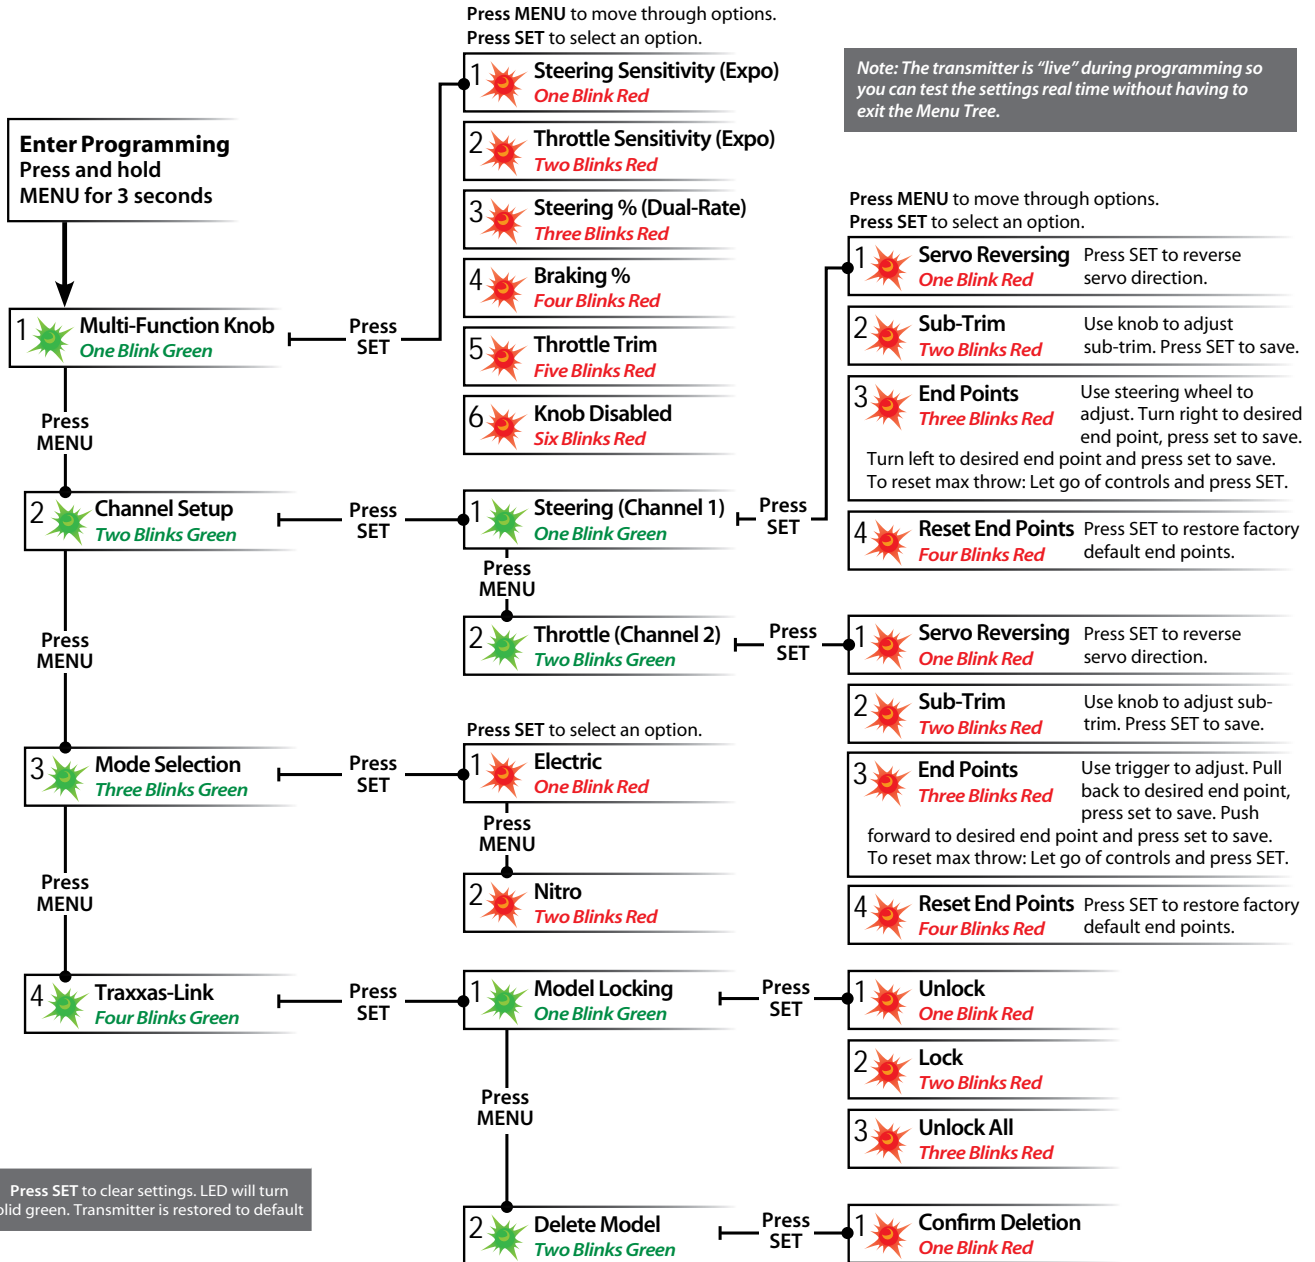 Press MENU to move through options.
Press SET to select an option.
Note: The transmitter is “live” during programming so
you can test the settings real time without having to
exit the Menu Tree.
Enter Programming
Press and hold
MENU for 3 seconds
1 Multi-Function Knob
One Blink Green
Press
SET
1 Steering Sensitivity (Expo)
One Blink Red
2 Throttle Sensitivity (Expo)
Two Blinks Red
3 Steering % (Dual-Rate)
Three Blinks Red
4 Braking %
Four Blinks Red
5 Throttle Trim
Five Blinks Red
6 Knob Disabled
Six Blinks Red
Press
MENU
2 Channel Setup
Two Blinks Green
Press
SET
1 Steering (Channel 1)
One Blink Green
Press
SET
Press MENU to move through options.
Press SET to select an option.
1 Servo Reversing
One Blink Red
Press SET to reverse
servo direction.
2 Sub-Trim
Two Blinks Red
Use knob to adjust
sub-trim. Press SET to save.
3 End Points
Three Blinks Red
Use steering wheel to
adjust. Turn right to desired
end point, press set to save.
Turn left to desired end point and press set to save.
To reset max throw: Let go of controls and press SET.
4 Reset End Points
Four Blinks Red
Press SET to restore factory
default end points.
Press
MENU
2 Throttle (Channel 2)
Two Blinks Green
Press
SET
1 Servo Reversing
One Blink Red
Press SET to reverse
servo direction.
2 Sub-Trim
Two Blinks Red
Use knob to adjust sub-
trim. Press SET to save.
3 End Points
Three Blinks Red
Use trigger to adjust. Pull
back to desired end point,
press set to save. Push
forward to desired end point and press set to save.
To reset max throw: Let go of controls and press SET.
4 Reset End Points
Four Blinks Red
Press SET to restore factory
default end points.
Press
MENU
3 Mode Selection
Three Blinks Green
Press
SET
Press SET to select an option.
1 Electric
One Blink Red
Press
MENU
2 Nitro
Two Blinks Red
Press
MENU
4 Traxxas-Link
Four Blinks Green
Press
SET
1 Model Locking
One Blink Green
Press
SET
1 Unlock
One Blink Red
2 Lock
Two Blinks Red
3 Unlock All
Three Blinks Red
Press
MENU
2 Delete Model
Two Blinks Green
Press
SET
1 Confirm Deletion
One Blink Red
Press SET to clear settings. LED will turn
olid green. Transmitter is restored to default